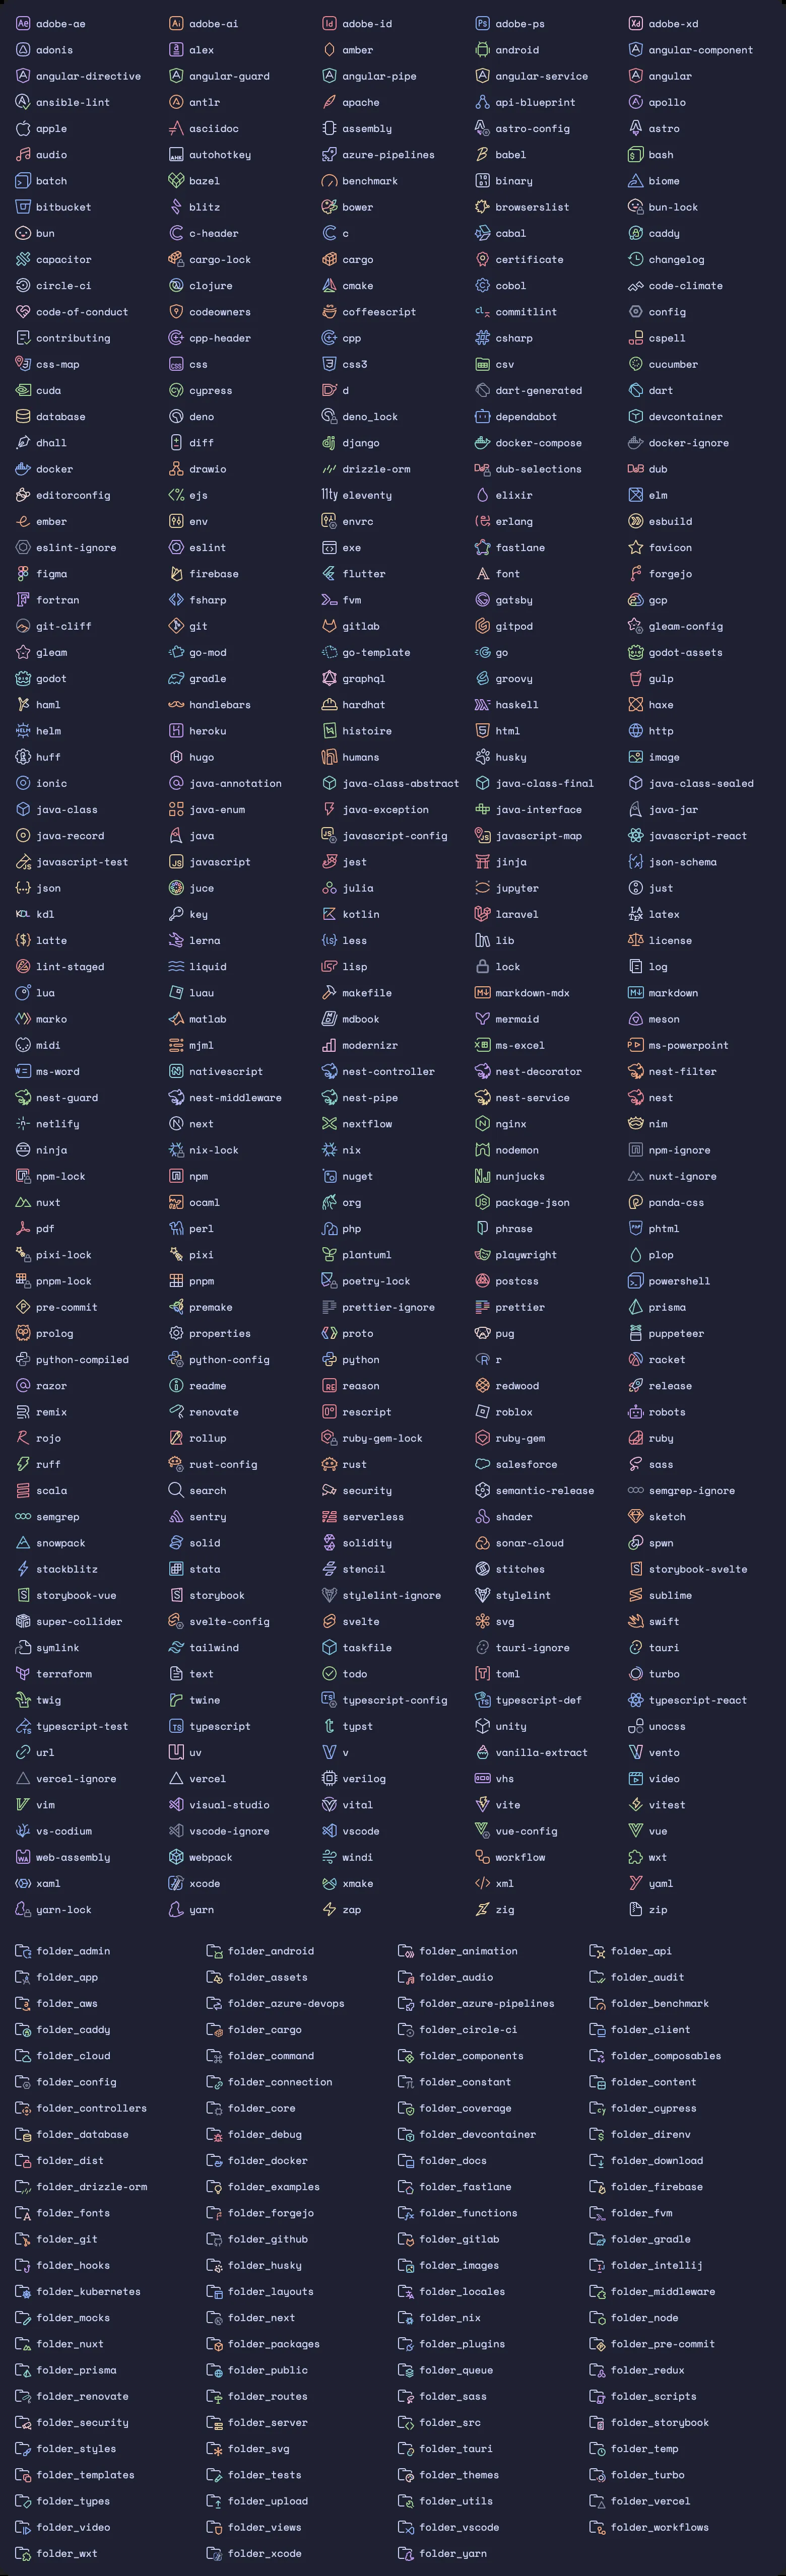 adobe-ae adobe-ai adobe-id adobe-ps adobe-xd
adonis alex amber android angular-component
angular-directive angular-guard angular-pipe angular-service angular
ansible-lint antlr apache api-blueprint apollo
apple asciidoc assembly astro-config astro
audio autohotkey azure-pipelines babel bash
batch bazel benchmark binary biome
bitbucket blitz bower browserslist bun-lock
bun c-header c cabal caddy
capacitor cargo-lock cargo certificate changelog
circle-ci clojure cmake cobol code-climate
code-of-conduct codeowners coffeescript commitlint config
contributing cpp-header cpp csharp cspell
css-map css css3 csv cucumber
cuda cypress d dart-generated dart
database deno deno_lock dependabot devcontainer
dhall diff django docker-compose docker-ignore
docker drawio drizzle-orm dub-selections dub
editorconfig ejs eleventy elixir elm
ember env envrc erlang esbuild
eslint-ignore eslint exe fastlane favicon
figma firebase flutter font forgejo
fortran fsharp fvm gatsby gcp
git-cliff git gitlab gitpod gleam-config
gleam go-mod go-template go godot-assets
godot gradle graphql groovy gulp
haml handlebars hardhat haskell haxe
helm heroku histoire html http
huff hugo humans husky image
ionic java-annotation java-class-abstract java-class-final java-class-sealed
java-class java-enum java-exception java-interface java-jar
java-record java javascript-config javascript-map javascript-react
javascript-test javascript jest jinja json-schema
json juce julia jupyter just
kdl key kotlin laravel latex
latte lerna less lib license
lint-staged liquid lisp lock log
lua luau makefile markdown-mdx markdown
marko matlab mdbook mermaid meson
midi mjml modernizr ms-excel ms-powerpoint
ms-word nativescript nest-controller nest-decorator nest-filter
nest-guard nest-middleware nest-pipe nest-service nest
netlify next nextflow nginx nim
ninja nix-lock nix nodemon npm-ignore
npm-lock npm nuget nunjucks nuxt-ignore
nuxt ocaml org package-json panda-css
pdf perl php phrase phtml
pixi-lock pixi plantuml playwright plop
pnpm-lock pnpm poetry-lock postcss powershell
pre-commit premake prettier-ignore prettier prisma
prolog properties proto pug puppeteer
python-compiled python-config python r racket
razor readme reason redwood release
remix renovate rescript roblox robots
rojo rollup ruby-gem-lock ruby-gem ruby
ruff rust-config rust salesforce sass
scala search security semantic-release semgrep-ignore
semgrep sentry serverless shader sketch
snowpack solid solidity sonar-cloud spwn
stackblitz stata stencil stitches storybook-svelte
storybook-vue storybook stylelint-ignore stylelint sublime
super-collider svelte-config svelte svg swift
symlink tailwind taskfile tauri-ignore tauri
terraform text todo toml turbo
twig twine typescript-config typescript-def typescript-react
typescript-test typescript typst unity unocss
url uv v vanilla-extract vento
vercel-ignore vercel verilog vhs video
vim visual-studio vital vite vitest
vs-codium vscode-ignore vscode vue-config vue
web-assembly webpack windi workflow wxt
xaml xcode xmake xml yaml
yarn-lock yarn zap zig zip
folder_admin folder_android folder_animation folder_api
folder_app folder_assets folder_audio folder_audit
folder_aws folder_azure-devops folder_azure-pipelines folder_benchmark
folder_caddy folder_cargo folder_circle-ci folder_client
folder_cloud folder_command folder_components folder_composables
folder_config folder_connection folder_constant folder_content
folder_controllers folder_core folder_coverage folder_cypress
folder_database folder_debug folder_devcontainer folder_direnv
folder_dist folder_docker folder_docs folder_download
folder_drizzle-orm folder_examples folder_fastlane folder_firebase
folder_fonts folder_forgejo folder_functions folder_fvm
folder_git folder_github folder_gitlab folder_gradle
folder_hooks folder_husky folder_images folder_intellij
folder_kubernetes folder_layouts folder_locales folder_middleware
folder_mocks folder_next folder_nix folder_node
folder_nuxt folder_packages folder_plugins folder_pre-commit
folder_prisma folder_public folder_queue folder_redux
folder_renovate folder_routes folder_sass folder_scripts
folder_security folder_server folder_src folder_storybook
folder_styles folder_svg folder_tauri folder_temp
folder_templates folder_tests folder_themes folder_turbo
folder_types folder_upload folder_utils folder_vercel
folder_video folder_views folder_vscode folder_workflows
folder_wxt folder_xcode folder_yarn